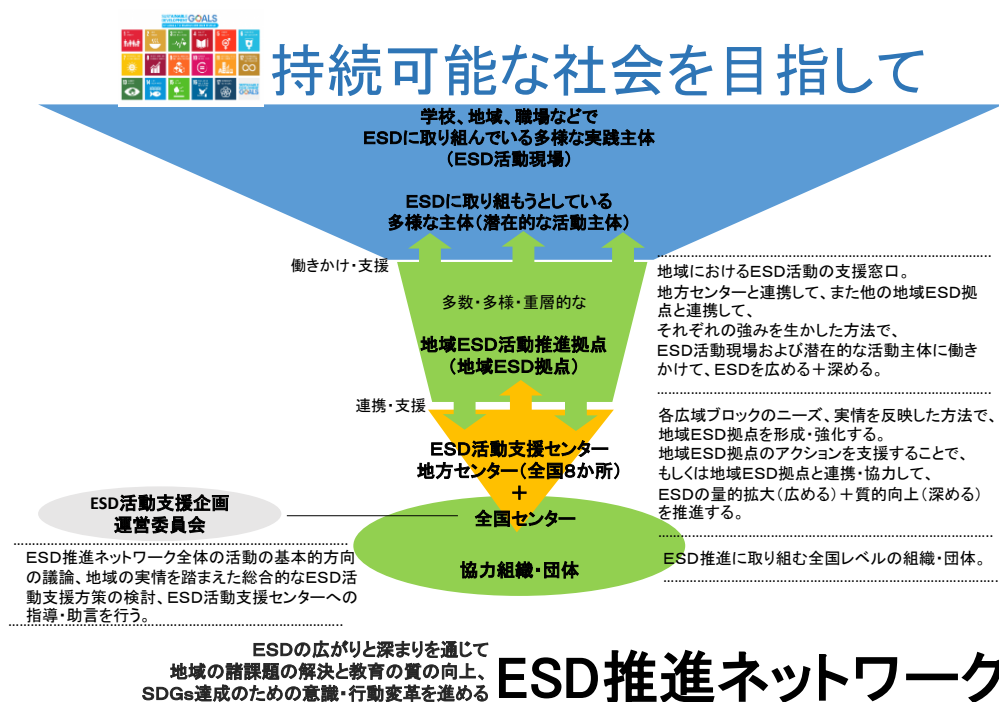 SUSTAINABLE
DEVELOPMENT GOALS
持続可能な社会を目指して
学校、地域、職場などで
ESDに取り組んでいる多様な実践主体
(ESD活動現場)
ESDに取り組もうとしている
多様な主体(潜在的な活動主体)
働きかけ・支援
多数・多様・重層的な
地域ESD活動推進拠点
(地域ESD拠点)
地域におけるESD活動の支援窓口。
地方センターと連携して、また他の地域ESD拠
点と連携して、
それぞれの強みを生かした方法で、
ESD活動現場および潜在的な活動主体に働き
かけて、ESDを広める+深める。
連携・支援
ESD活動支援センター
地方センター(全国8か所)
+
全国センター
協力組織・団体
各広域ブロックのニーズ、実情を反映した方法で、
地域ESD拠点を形成・強化する。
地域ESD拠点のアクションを支援することで、
もしくは地域ESD拠点と連携・協力して、
ESDの量的拡大(広める)+質的向上(深める)
を推進する。
ESD推進に取り組む全国レベルの組織・団体。
ESD活動支援企画
運営委員会
ESD推進ネットワーク全体の活動の基本的方向
の議論、地域の実情を踏まえた総合的なESD活
動支援方策の検討、ESD活動支援センターへの
指導・助言を行う。
ESDの広がりと深まりを通じて
地域の諸課題の解決と教育の質の向上、
SDGs達成のための意識・行動変革を進める
ESD推進ネットワーク